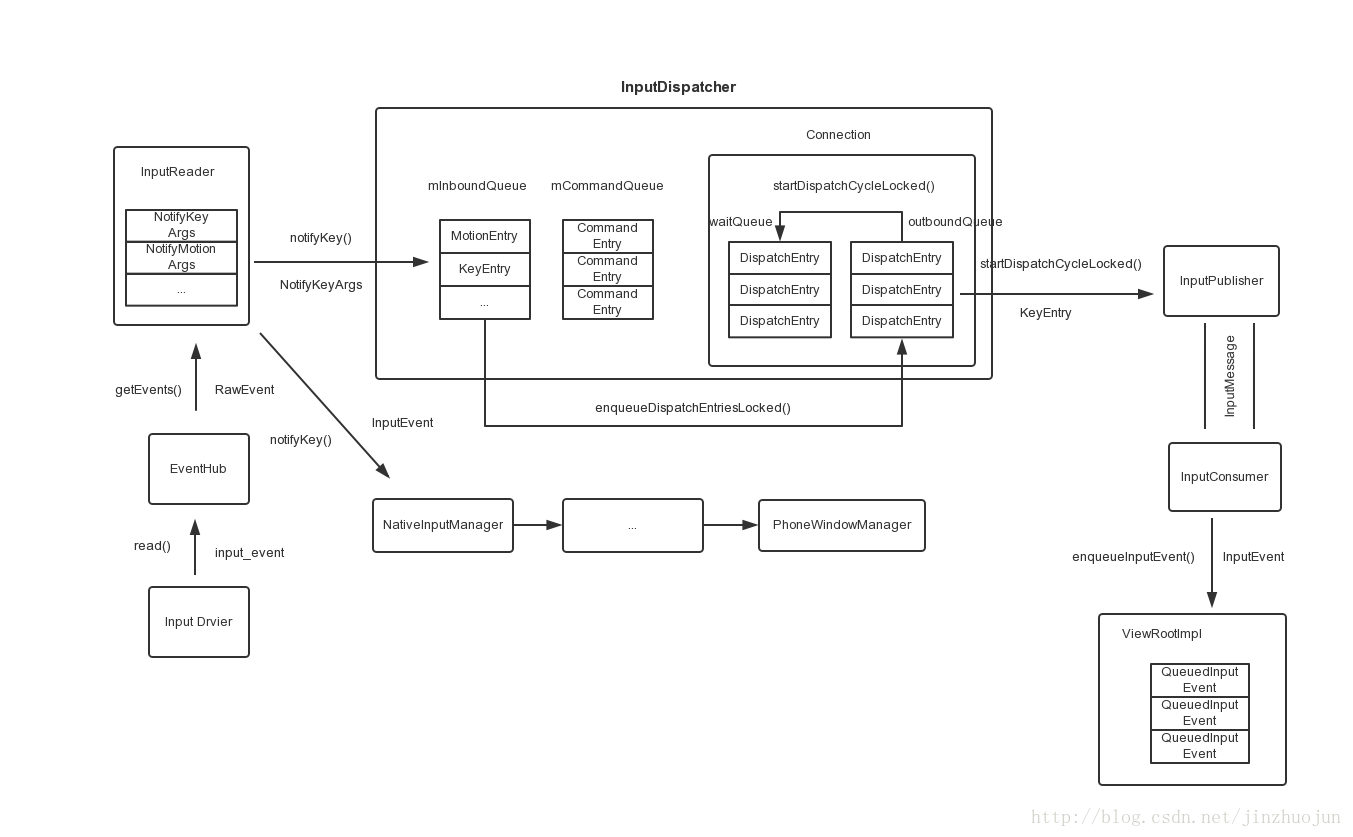 InputDispatcher
Connection
InputReader
NotifyKey
Args
NotifyMotion
Args
...
notifyKey()
NotifyKeyArgs
mInboundQueue
MotionEntry
KeyEntry
...
mCommandQueue
Command
Entry
Command
Entry
Command
Entry
startDispatchCycleLocked()
waitQueue
outboundQueue
DispatchEntry
DispatchEntry
DispatchEntry
DispatchEntry
DispatchEntry
DispatchEntry
startDispatchCycleLocked()
KeyEntry
InputPublisher
InputMessage
getEvents()
RawEvent
InputEvent
notifyKey()
enqueueDispatchEntriesLocked()
EventHub
InputConsumer
NativeInputManager
...
PhoneWindowManager
read()
input_event
enqueueInputEvent()
InputEvent
Input Drvier
ViewRootImpl
QueuedInput
Event
QueuedInput
Event
QueuedInput
Event
http://blog.csdn.net/jinzhuojun